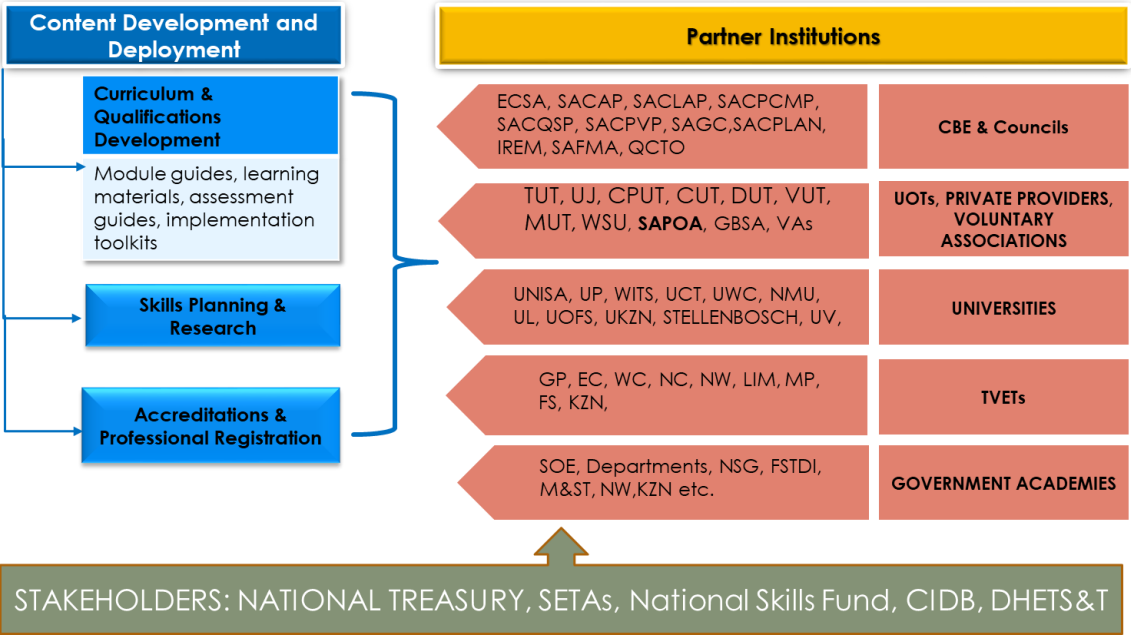 Content Development and
Deployment
Curriculum &
Qualifications
Development
Module guides, learning
materials, assessment
guides, implementation
toolkits
Skills Planning &
Research
Accreditations &
Professional Registration
Partner Institutions
ECSA, SACAP, SACLAP, SACPCMP,
SACQSP, SACPVP, SAGC,SACPLAN,
IREM, SAFMA, QCTO
CBE & Councils
TUT, UJ, CPUT, CUT, DUT, VUT,
MUT, WSU, SAPOA, GBSA, VAs
UOTs, PRIVATE PROVIDERS,
VOLUNTARY
ASSOCIATIONS
UNISA, UP, WITS, UCT, UWC, NMU,
UL, UOFS, UKZN, STELLENBOSCH, UV,
UNIVERSITIES
GP, EC, WC, NC, NW, LIM, MP,
FS, KZN,
TVETs
SOE, Departments, NSG, FSTDI,
M&ST, NW,KZN etc.
GOVERNMENT ACADEMIES
STAKEHOLDERS: NATIONAL TREASURY, SETAs, National Skills Fund, CIDB, DHETS&T